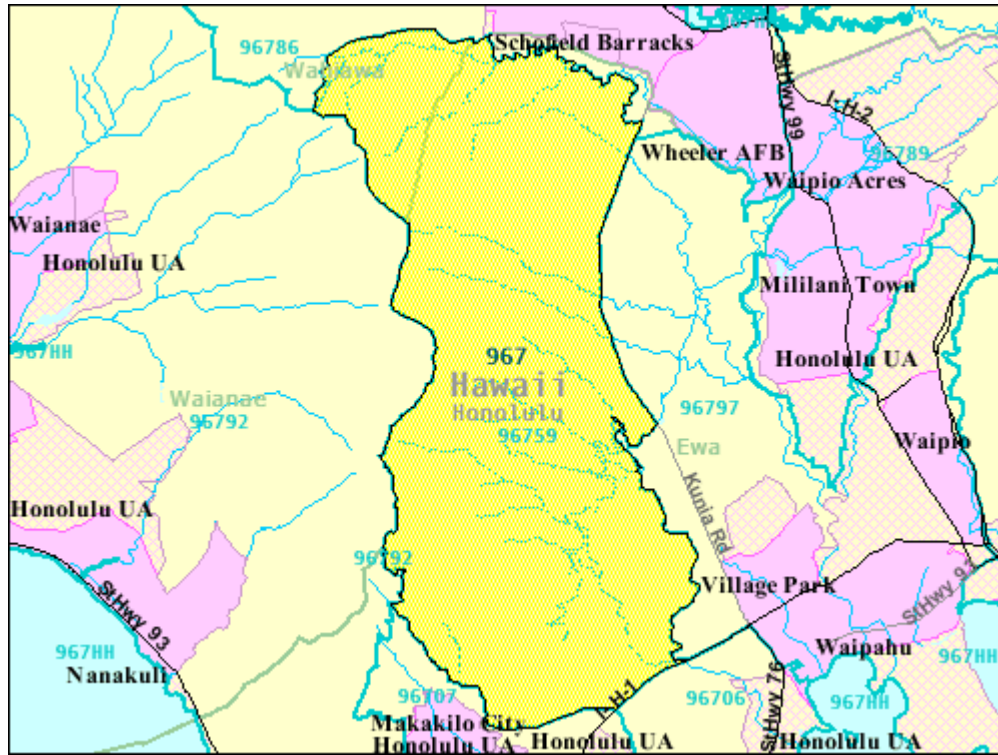 967HH
Schofield Barracks
96786
Wahiawa
StHwy 99
I- H-2
Wheeler AFB
96789
Waipio Acres
Waianae
Honolulu UA
Mililani Town
967HH
967
Honolulu UA
Hawaii
Honolulu
Waianae
96792
96759
96797
Waipio
Ewa
Honolulu UA
Kunia Rd
96792
Village Park
StHwy 93
StHwy 93
Waipahu
967HH
967HH
Nanakuli
96707
I- H-1
96706
967HH
StHwy 76
Makakilo City
Honolulu UA
Honolulu UA
Honolulu UA